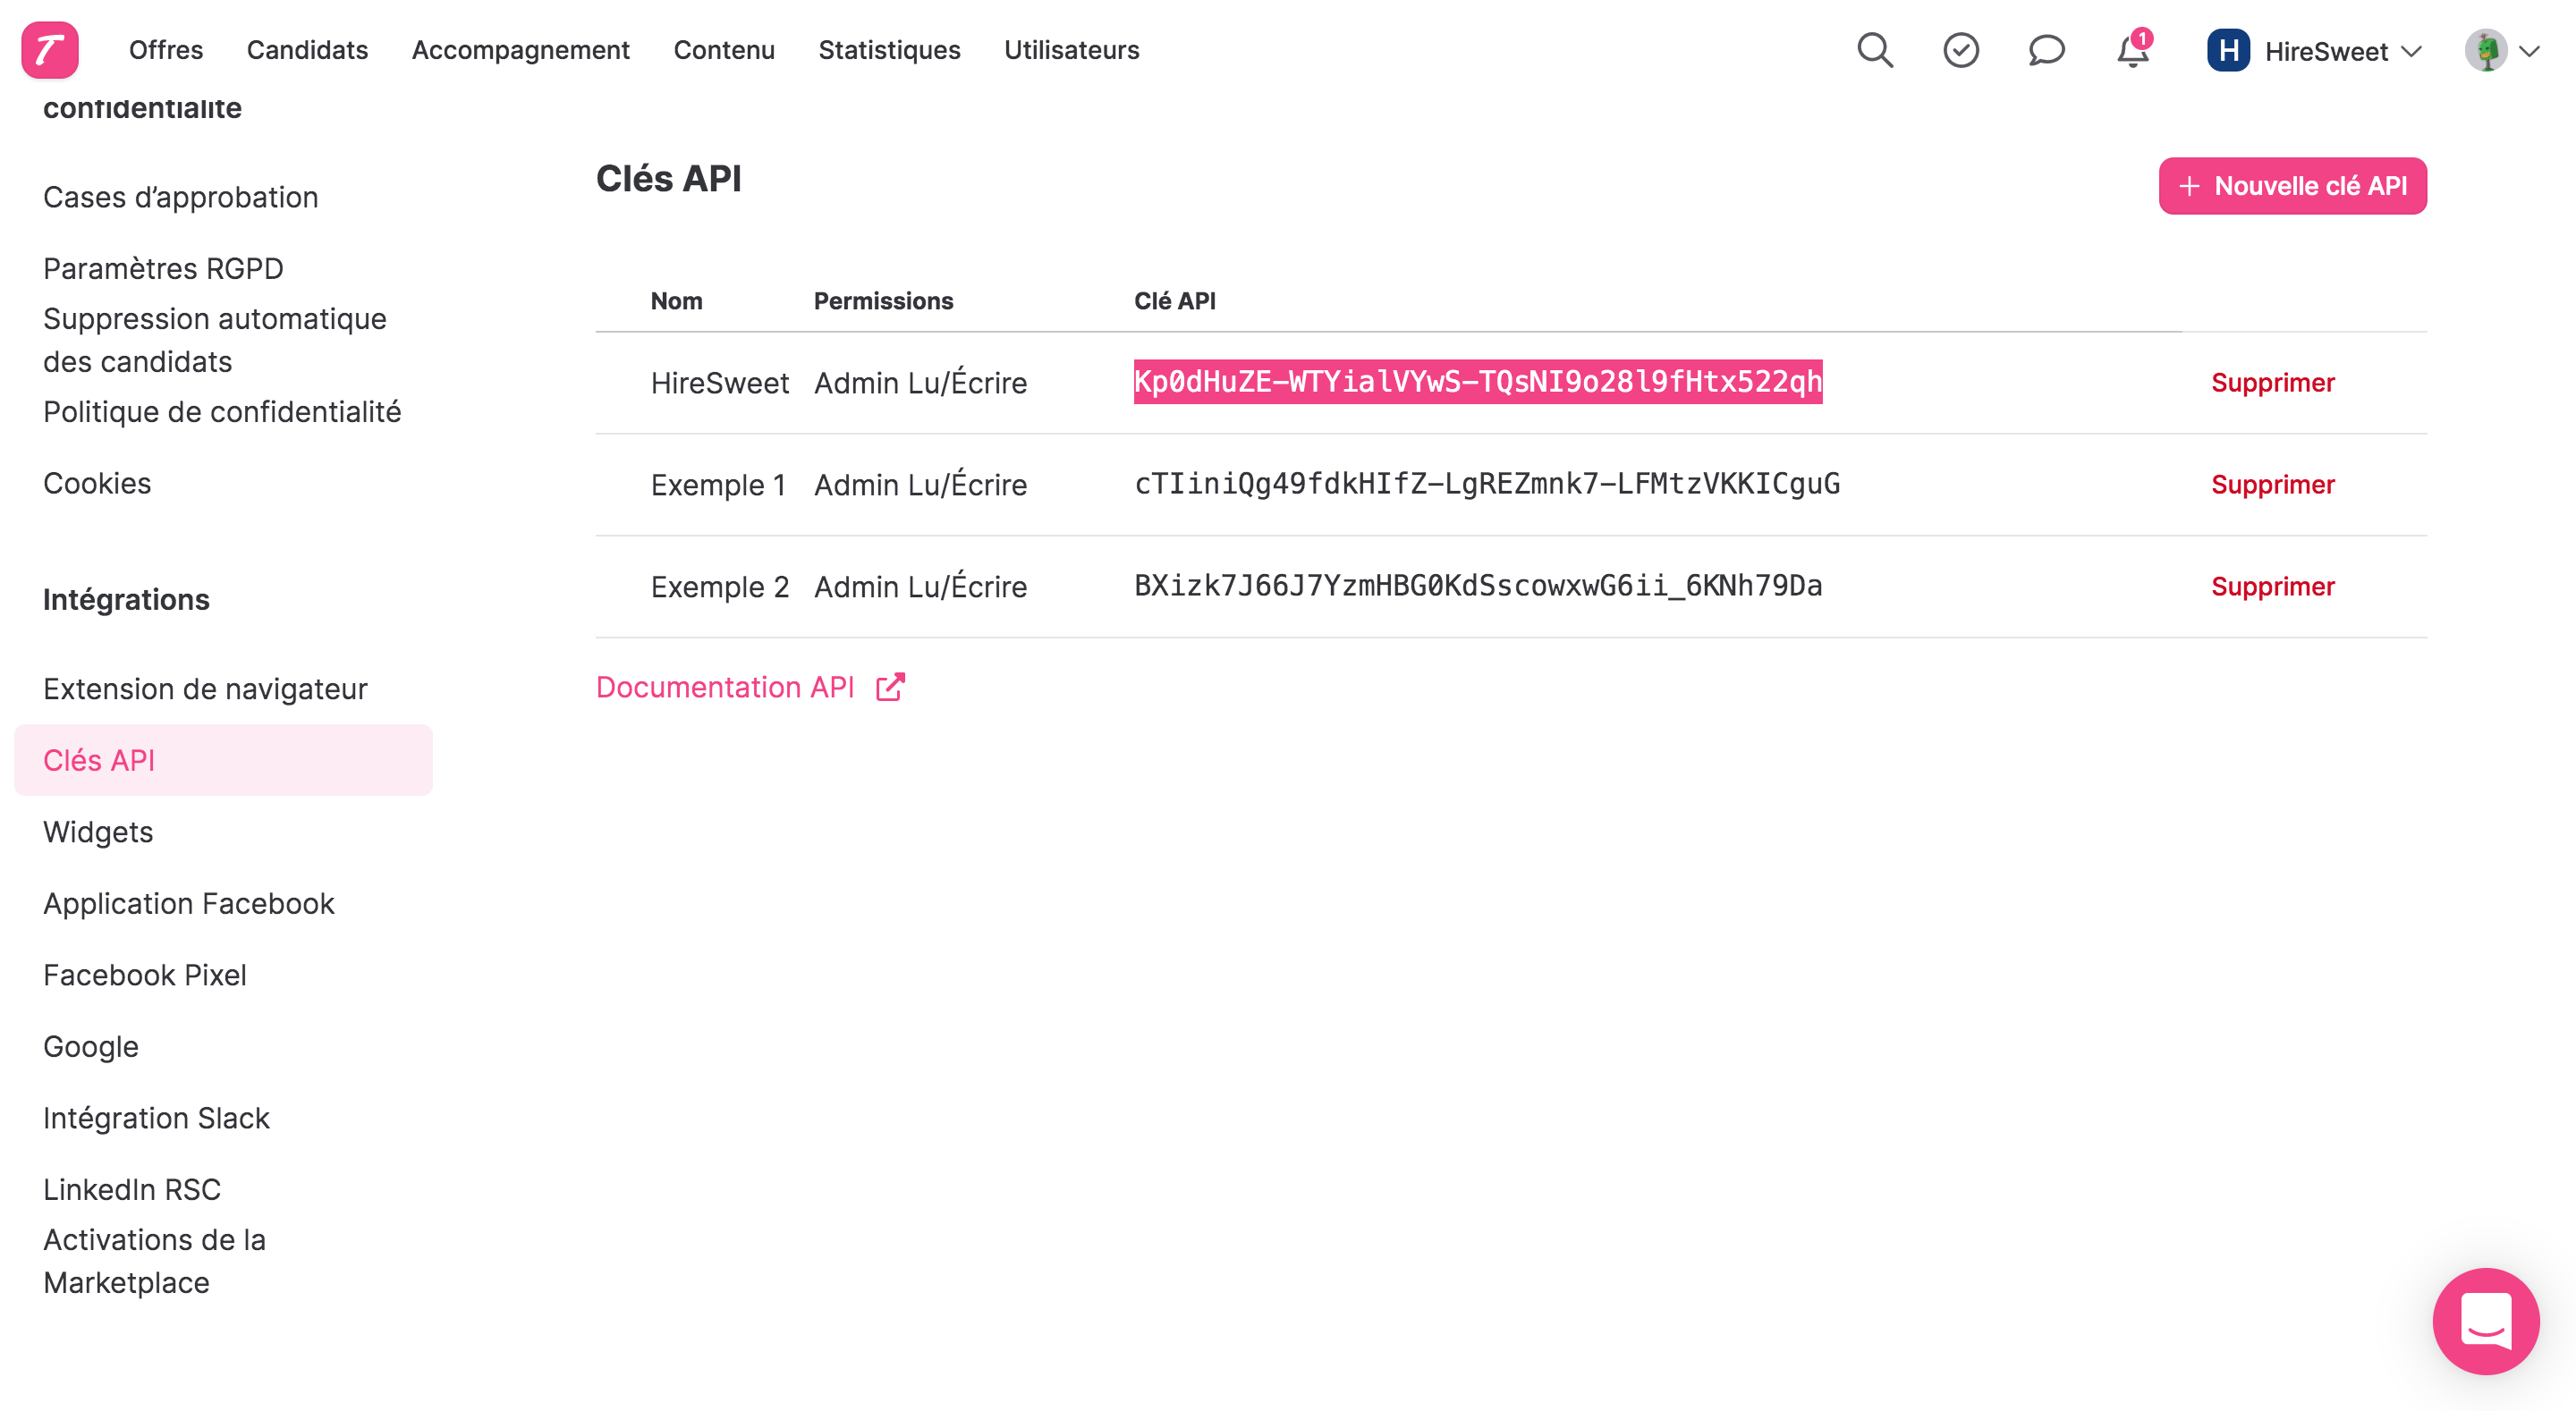 T Offres Candidats Accompagnement Contenu Statistiques Utilisateurs 1 H HireSweet
confidentialité
Cases d’approbation
Paramètres RGPD
Suppression automatique
des candidats
Politique de confidentialité
Cookies
Intégrations
Extension de navigateur
Clés API
Widgets
Application Facebook
Facebook Pixel
Google
Intégration Slack
LinkedIn RSC
Activations de la
Marketplace
Clés API
+ Nouvelle clé API
Nom Permissions Clé API
HireSweet Admin Lu/Écrire Kp0dHuZE-WTYialVYwS-TQsNI9o28l9fHtx522qh Supprimer
Exemple 1 Admin Lu/Écrire cTIiniQg49fdkHIfZ-LgREZmnk7-LFMtzVKKICguG Supprimer
Exemple 2 Admin Lu/Écrire BXizk7J66J7YzmHBG0KdSscowxwG6ii_6KNh79Da Supprimer
Documentation API